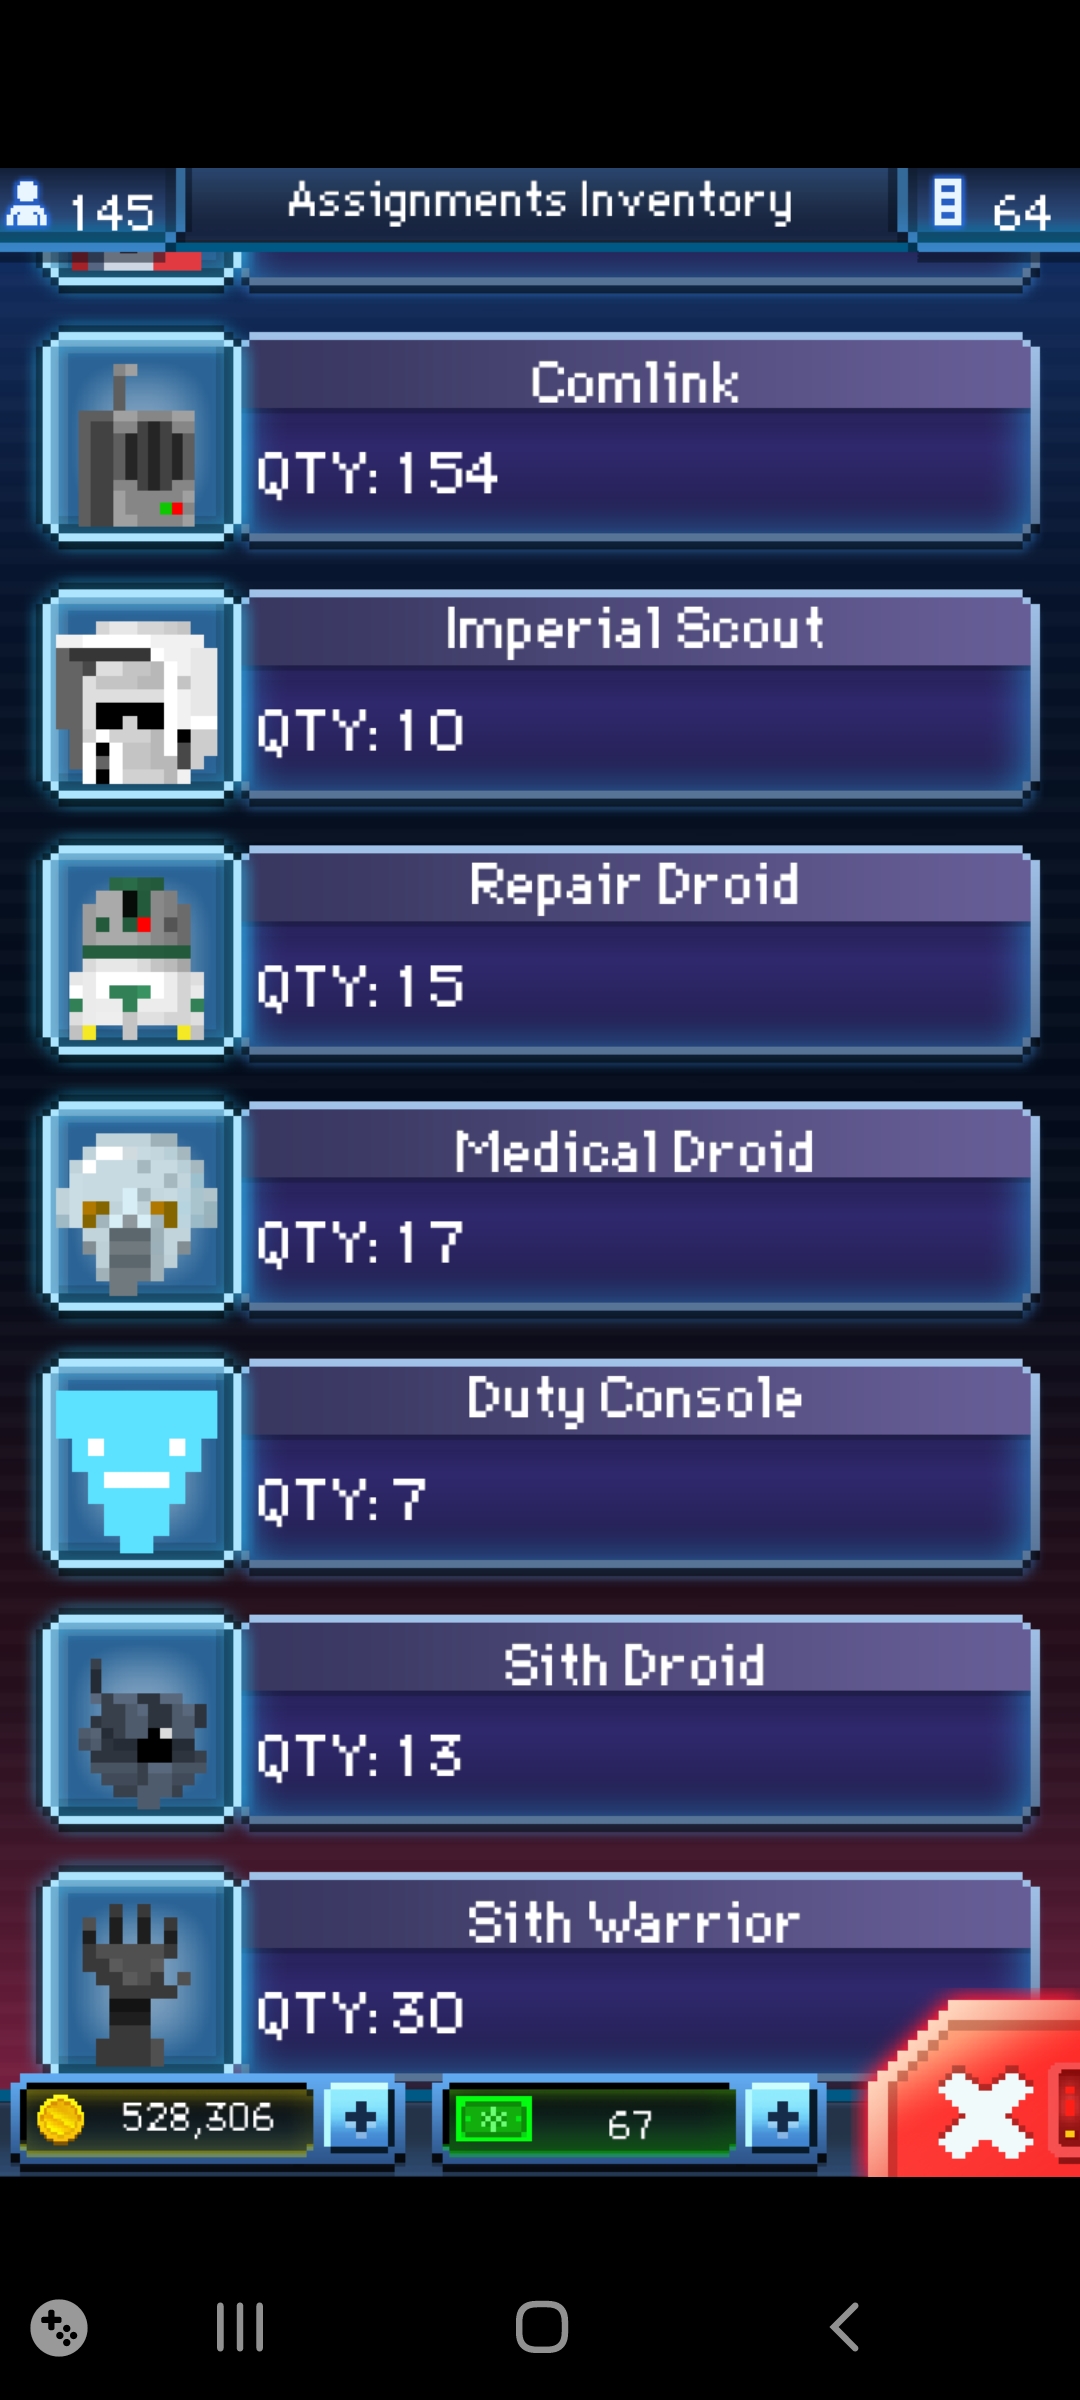 145
Assignments Inventory
64
Comlink
QTY: 154
Imperial Scout
QTY: 10
Repair Droid
QTY: 15
Medical Droid
QTY: 17
Duty Console
QTY: 7
Sith Droid
QTY: 13
Sith Warrior
QTY: 30
528,306
67